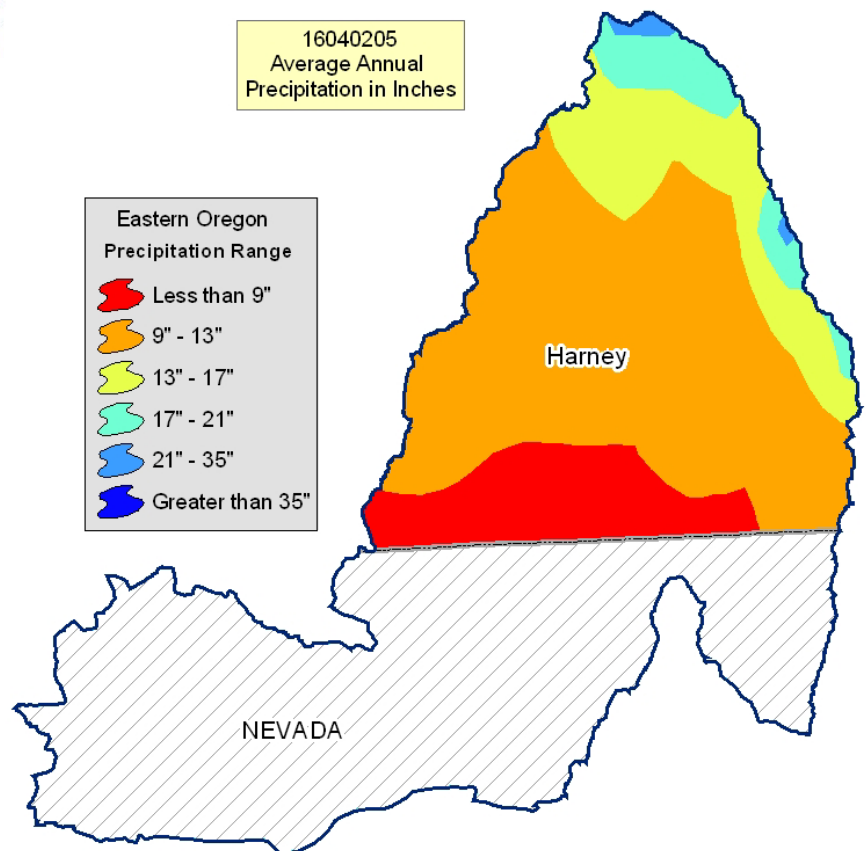 16040205
Average Annual
Precipitation in Inches
Eastern Oregon
Precipitation Range
Less than 9"
9" - 13"
13" - 17"
17" - 21"
21" - 35"
Greater than 35"
Harney
NEVADA